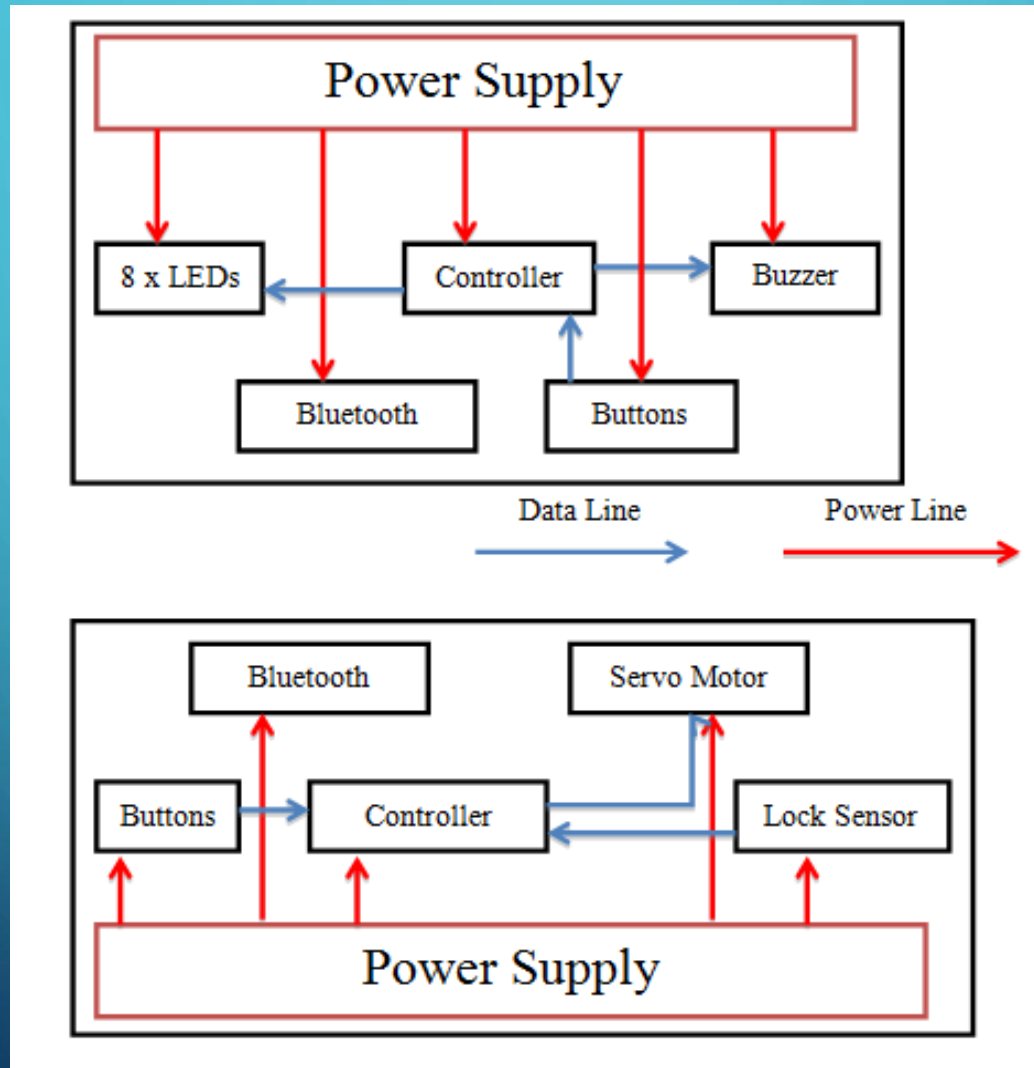 Power Supply
8 x LEDs
Controller
Buzzer
Bluetooth
Buttons
Data Line
Power Line
Bluetooth
Servo Motor
Buttons
Controller
Lock Sensor
Power Supply